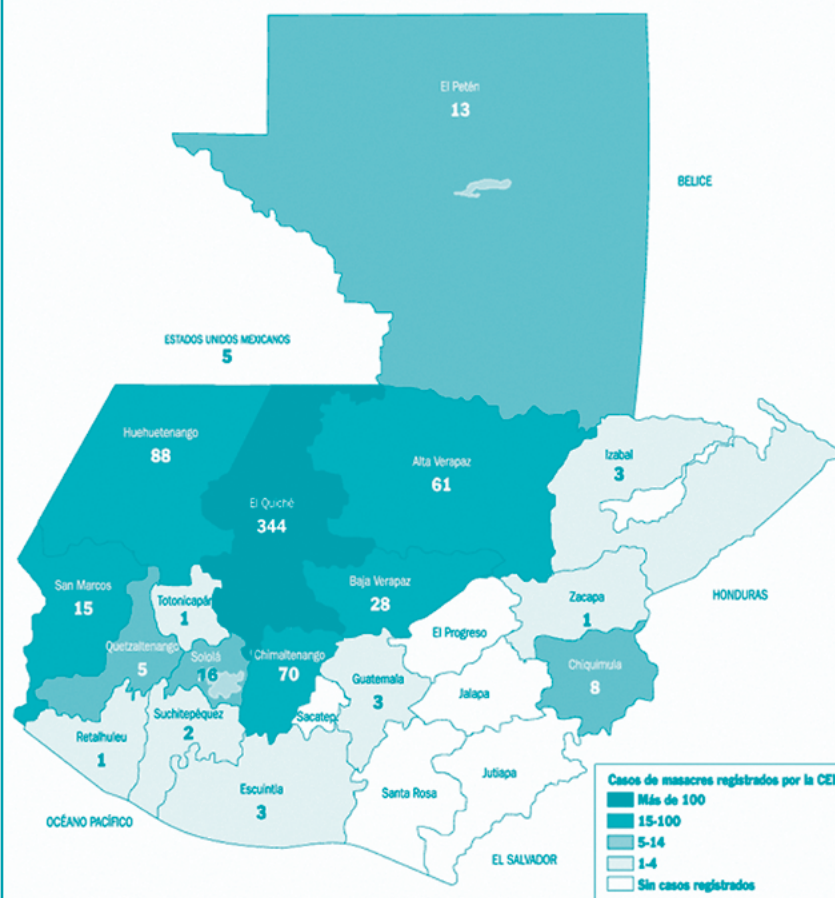 El Petén
13
BELICE
ESTADOS UNIDOS MEXICANOS
5
Huehuetenango
88
Alta Verapaz
61
Izabal
3
El Quiché
344
San Marcos
15
Totonicapán
1
Baja Verapaz
28
Zacapa
1
HONDURAS
Quetzaltenango
5
Sololá
16
Chimaltenango
70
El Progreso
Guatemala
3
Jalapa
Chiquimula
8
Sacatep.
Suchitepéquez
2
Retalhuleu
1
Escuintla
3
Santa Rosa
Jutiapa
OCÉANO PACÍFICO
EL SALVADOR
Casos de masacres registrados por la CEH
Más de 100
15-100
5-14
1-4
Sin casos registrados